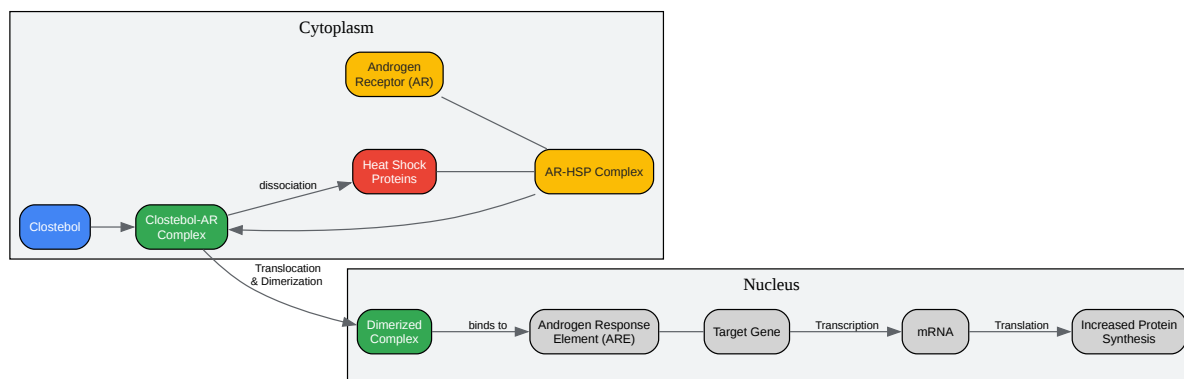 Cytoplasm
Androgen
Receptor (AR)
Heat Shock
Proteins
AR-HSP Complex
dissociation
Clostebol
Clostebol-AR
Complex
Translocation
& Dimerization
Nucleus
Dimerized
Complex
binds to
Androgen Response
Element (ARE)
Target Gene
Transcription
mRNA
Translation
Increased Protein
Synthesis